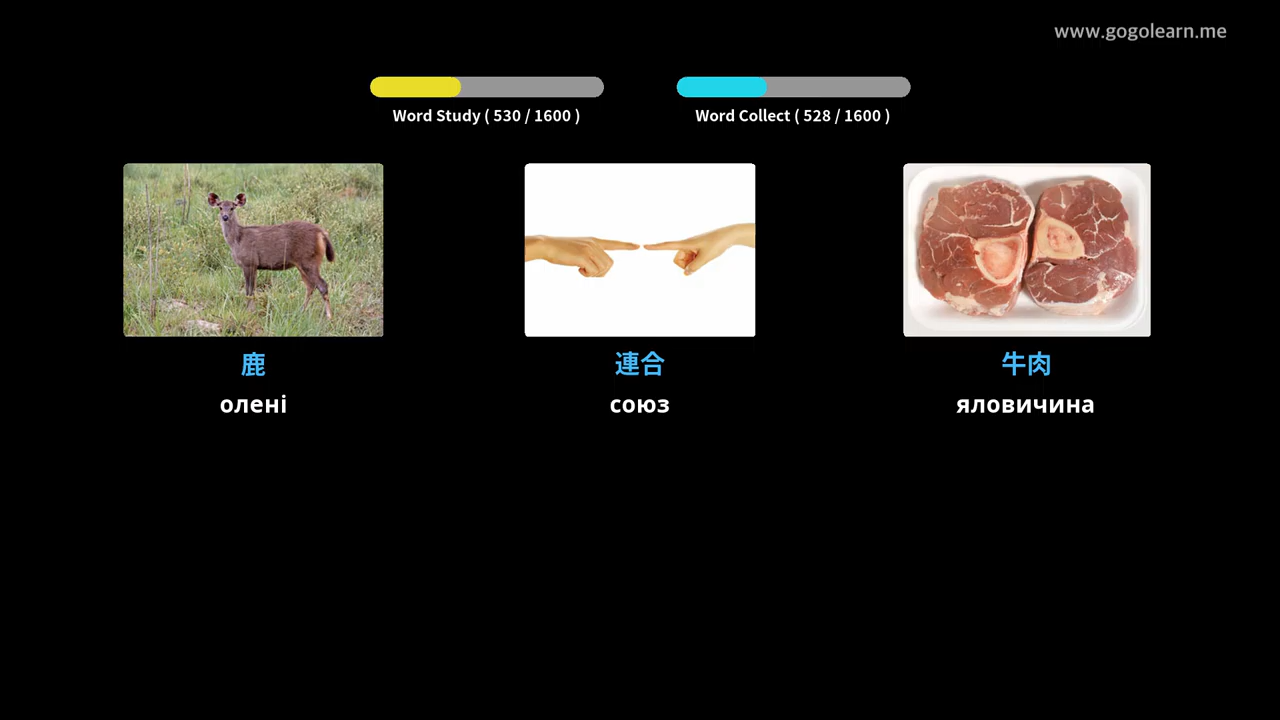 www.gogolearn.me
Word Study ( 530 / 1600 )
Word Collect ( 528 / 1600 )
鹿
連合
牛肉
олені
союз
яловичина